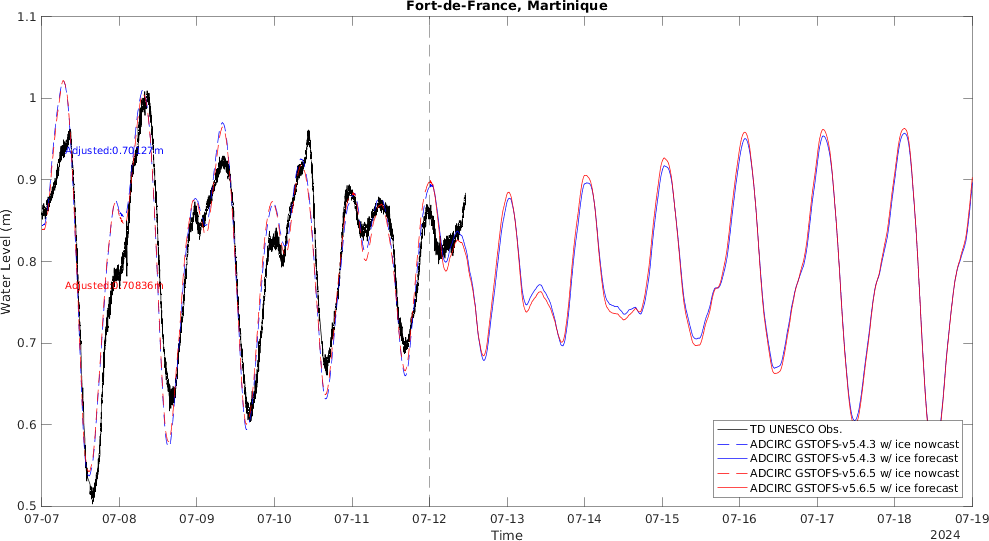 Fort-de-France, Martinique
Water Level (m)
1.1
1
0.9
0.8
0.7
0.6
0.5
Adjusted:0.70127m
Adjusted:0.70836m
TD UNESCO Obs.
ADCIRC GSTOFS-v5.4.3 w/ ice nowcast
ADCIRC GSTOFS-v5.4.3 w/ ice forecast
ADCIRC GSTOFS-v5.6.5 w/ ice nowcast
ADCIRC GSTOFS-v5.6.5 w/ ice forecast
07-07 07-08 07-09 07-10 07-11 07-12 07-13 07-14 07-15 07-16 07-17 07-18 07-19
Time
2024